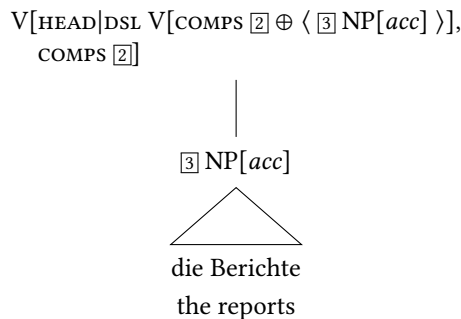 V[HEAD|DSL V[COMPS 2 ⊕ ⟨ 3 NP[acc] ⟩],
COMPS 2]
3 NP[acc]
die Berichte
the reports